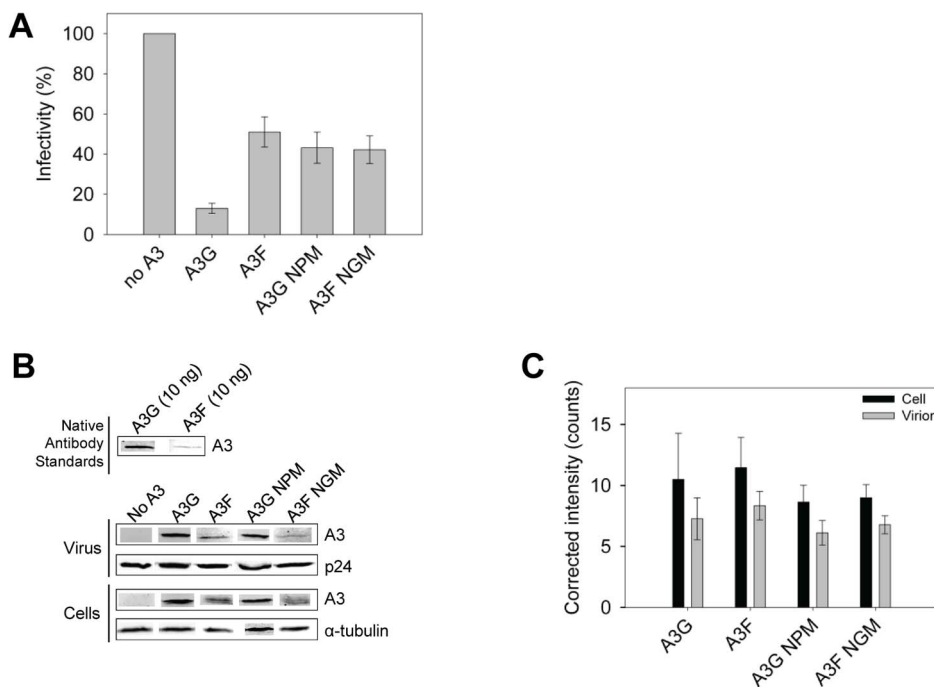 A
Infectivity (%)
100
80
60
40
20
0
no A3
A3G
A3F
A3G NPM
A3F NGM
B
A3G (10 ng)
A3F (10 ng)
Native
Antibody
Standards
A3
No A3
A3G
A3F
A3G NPM
A3F NGM
Virus
A3
p24
Cells
A3
α-tubulin
C
Corrected intensity (counts)
15
10
5
0
Cell
Virion
A3G
A3F
A3G NPM
A3F NGM